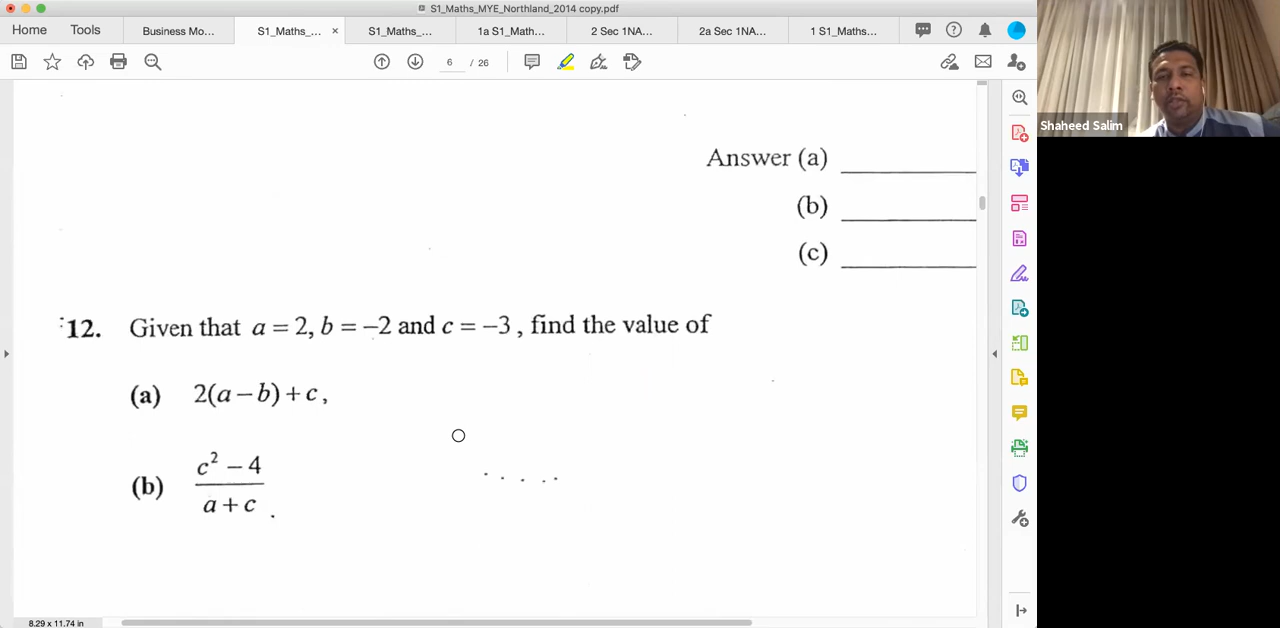 S1_Maths_MYE_Northland_2014 copy.pdf
Home Tools Business Mo... S1_Maths_... × S1_Maths_... 1a S1_Math... 2 Sec 1NA... 2a Sec 1NA... 1 S1_Maths...
6 / 26
Shaheed Salim
Answer (a)
(b)
(c)
12. Given that a = 2, b = −2 and c = −3, find the value of
(a) 2(a − b) + c,
(b) c² − 4
a + c .
8.29 x 11.74 in